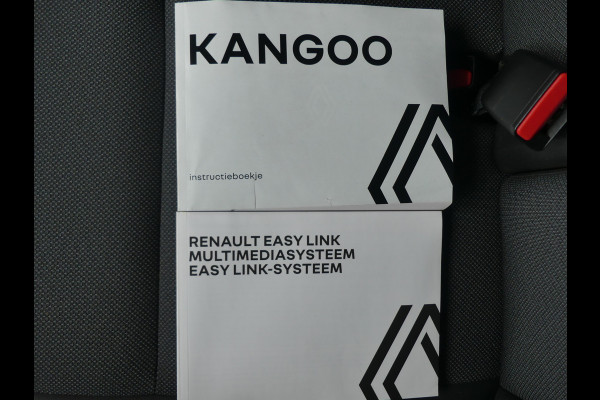 KANGOO
instructieboekje
RENAULT EASY LINK
MULTIMEDIASYSTEEM
EASY LINK-SYSTEEM